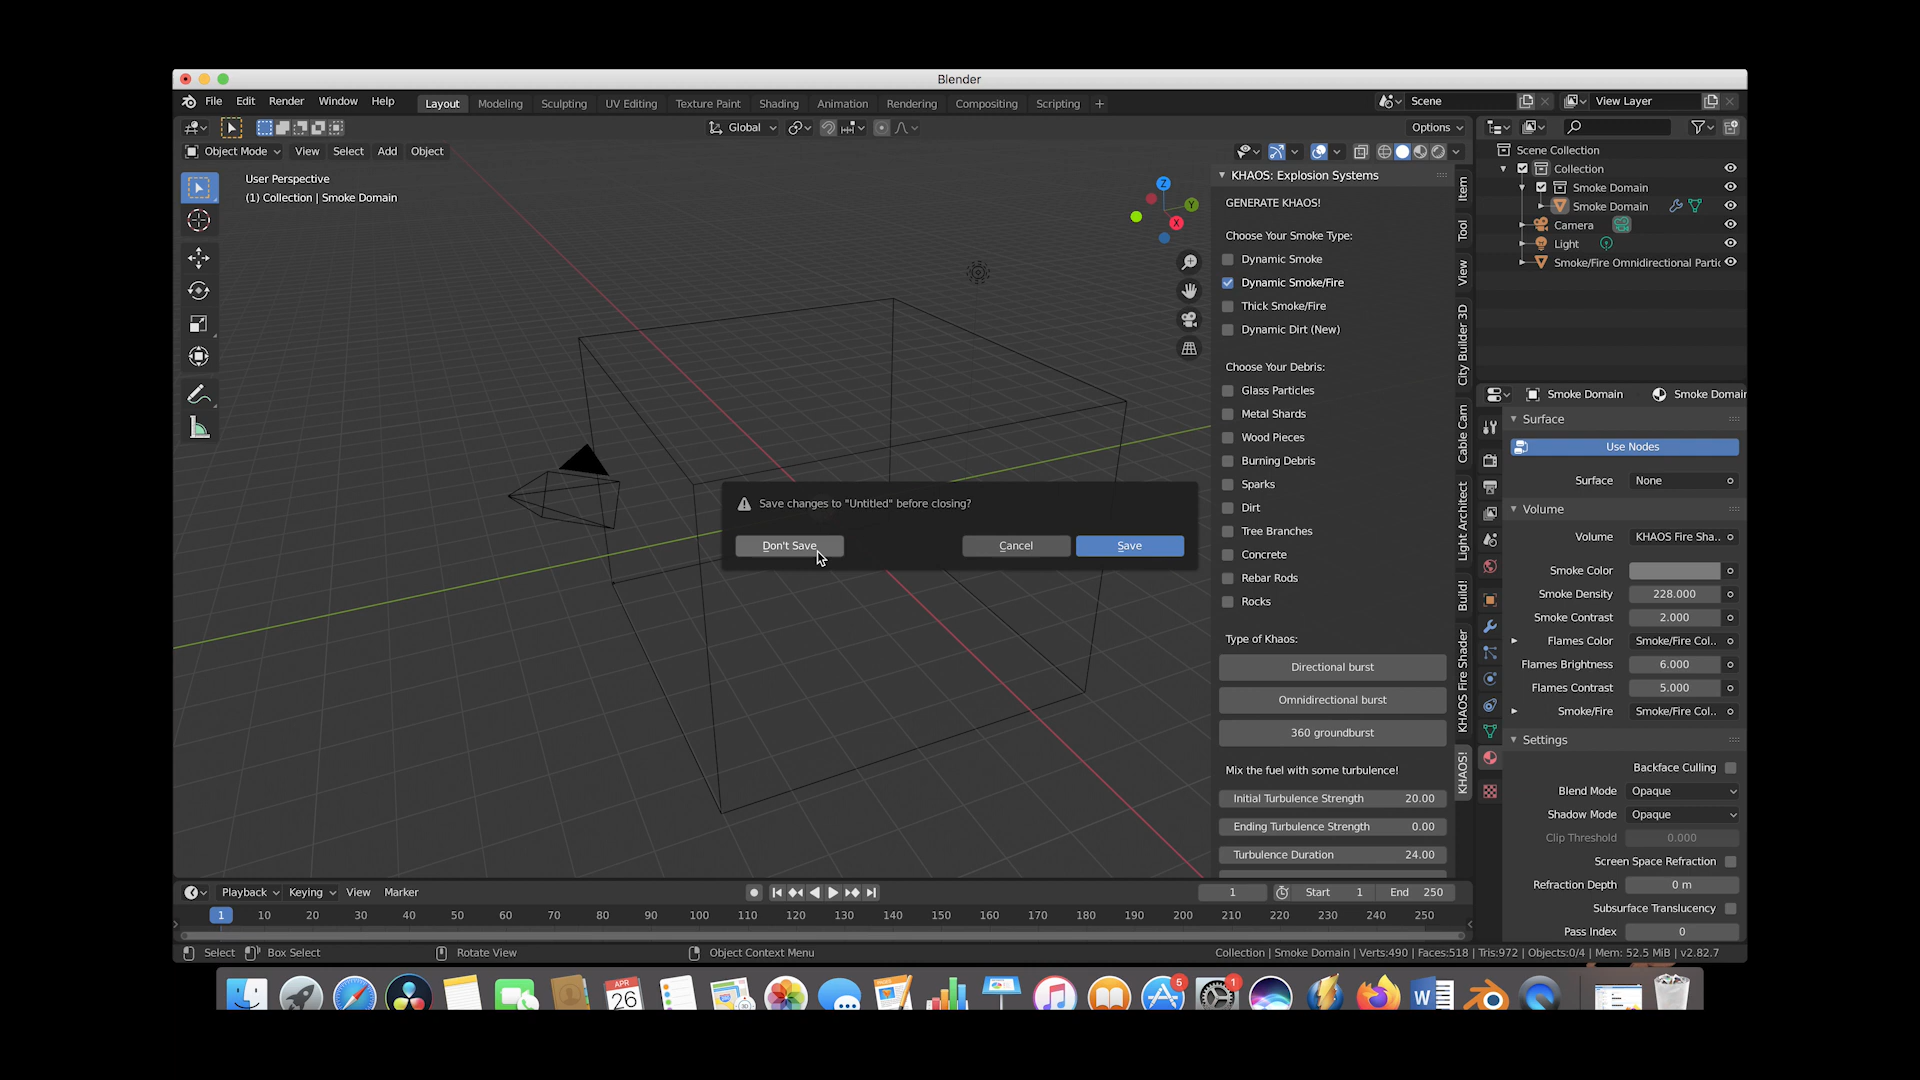 Blender
File Edit Render Window Help
Layout Modeling Sculpting UV Editing Texture Paint Shading Animation Rendering Compositing Scripting +
Scene
View Layer
Global
Options
Object Mode View Select Add Object
User Perspective
(1) Collection | Smoke Domain
Z
Y
X
KHAOS: Explosion Systems
GENERATE KHAOS!
Choose Your Smoke Type:
Dynamic Smoke
Dynamic Smoke/Fire
Thick Smoke/Fire
Dynamic Dirt (New)
Choose Your Debris:
Glass Particles
Metal Shards
Wood Pieces
Burning Debris
Sparks
Dirt
Tree Branches
Concrete
Rebar Rods
Rocks
Type of Khaos:
Directional burst
Omnidirectional burst
360 groundburst
Mix the fuel with some turbulence!
Initial Turbulence Strength 20.00
Ending Turbulence Strength 0.00
Turbulence Duration 24.00
Item
Tool
View
City Builder 3D
Cable Cam
Light Architect
Build!
KHAOS Fire Shader
KHAOS!
Save changes to "Untitled" before closing?
Don't Save
Cancel
Save
Scene Collection
Collection
Smoke Domain
Smoke Domain
Camera
Light
Smoke/Fire Omnidirectional Partic
Smoke Domain
Smoke Domain
Surface
Use Nodes
Surface None
Volume
Volume KHAOS Fire Sha..
Smoke Color
Smoke Density 228.000
Smoke Contrast 2.000
Flames Color Smoke/Fire Col..
Flames Brightness 6.000
Flames Contrast 5.000
Smoke/Fire Smoke/Fire Col..
Settings
Backface Culling
Blend Mode Opaque
Shadow Mode Opaque
Clip Threshold 0.000
Screen Space Refraction
Refraction Depth 0 m
Subsurface Translucency
Pass Index 0
Playback Keying View Marker
1
Start 1
End 250
1 10 20 30 40 50 60 70 80 90 100 110 120 130 140 150 160 170 180 190 200 210 220 230 240 250
Select
Box Select
Rotate View
Object Context Menu
Collection | Smoke Domain | Verts:490 | Faces:518 | Tris:972 | Objects:0/4 | Mem: 52.5 MiB | v2.82.7
APR
26
5
1
W